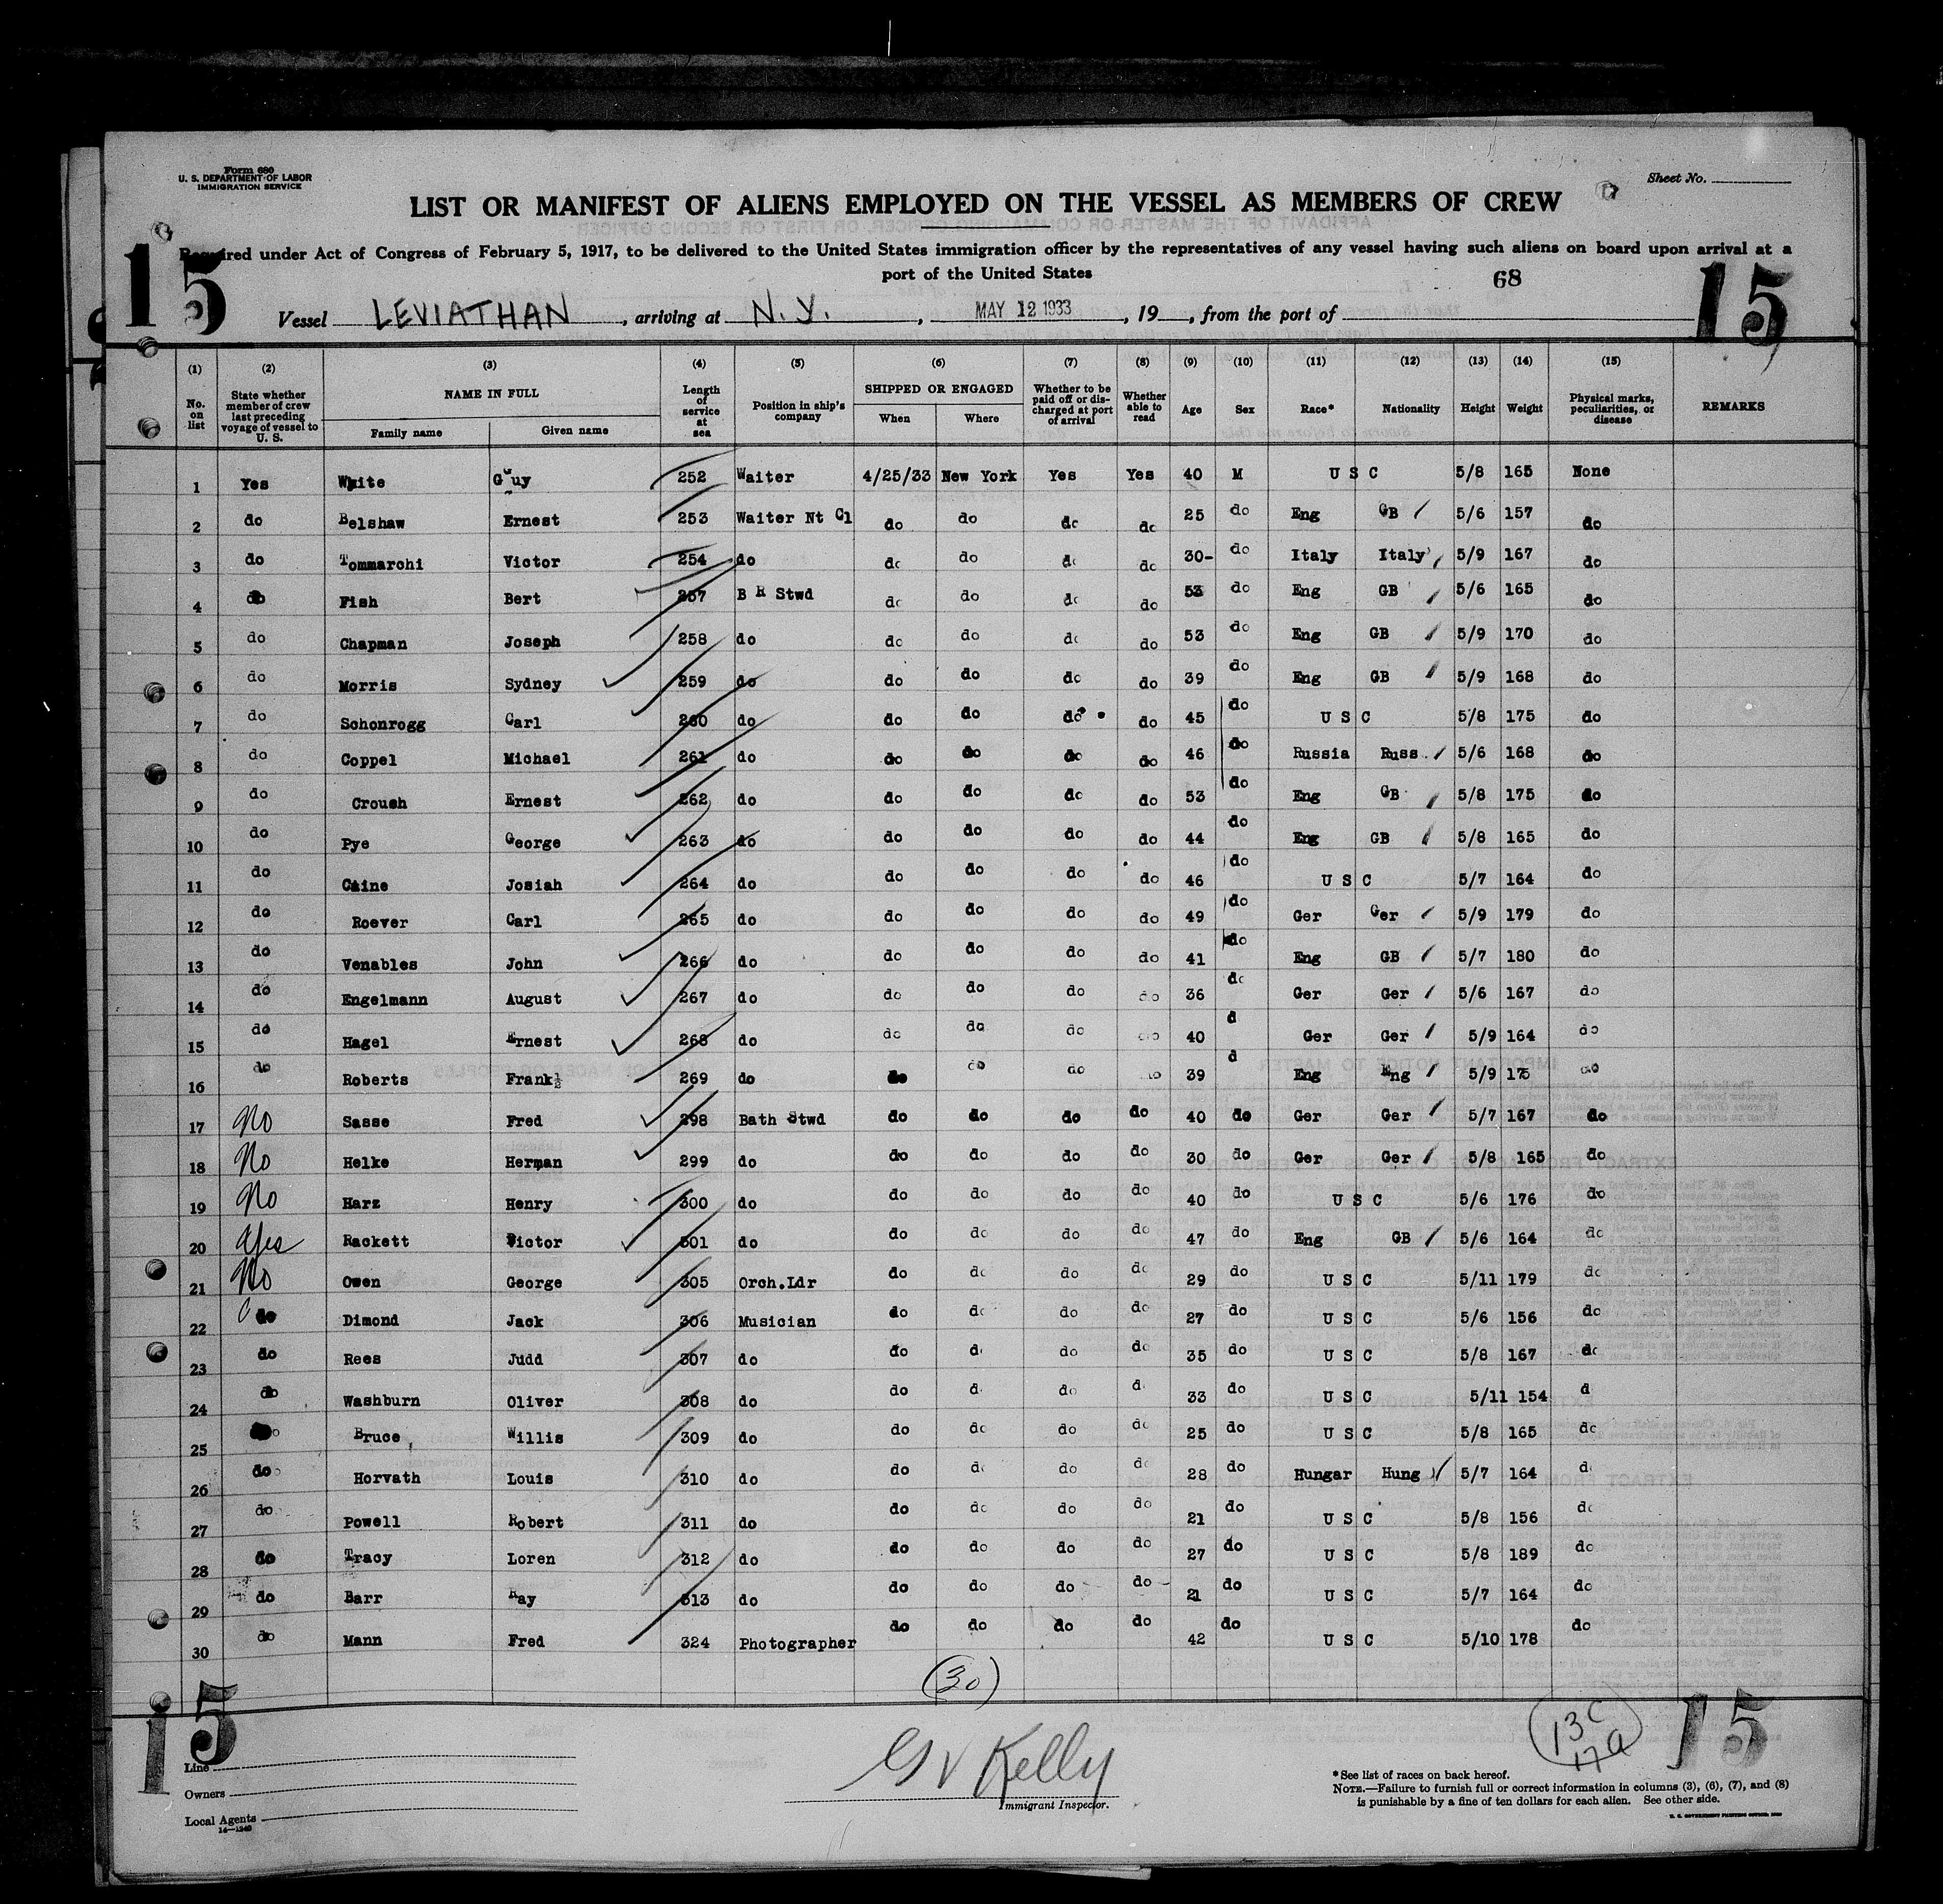 Form 680
U. S. DEPARTMENT OF LABOR
IMMIGRATION SERVICE
Sheet No.
LIST OR MANIFEST OF ALIENS EMPLOYED ON THE VESSEL AS MEMBERS OF CREW
Required under Act of Congress of February 5, 1917, to be delivered to the United States immigration officer by the representatives of any vessel having such aliens on board upon arrival at a
port of the United States
68
15 15
Vessel LEVIATHAN, arriving at N.Y., MAY 12 1933, 19, from the port of
(1) (2) (3) (4) (5) (6) (7) (8) (9) (10) (11) (12) (13) (14) (15)
No. on list State whether member of crew last preceding voyage of vessel to U. S. NAME IN FULL Family name Given name Length of service at sea Position in ship's company SHIPPED OR ENGAGED When Where Whether to be paid off or discharged at port of arrival Whether able to read Age Sex Race* Nationality Height Weight Physical marks, peculiarities, or disease REMARKS
1 Yes White Guy 252 Waiter 4/25/33 New York Yes Yes 40 M U S C 5/8 165 None
2 do Belshaw Ernest 253 Waiter Nt Cl do do do do 25 do Eng GB 5/6 157 do
3 do Tommarchi Victor 254 do do do do do 30- do Italy Italy 5/9 167 do
4 do Fish Bert 257 B R Stwd do do do do 53 do Eng GB 5/6 165 do
5 do Chapman Joseph 258 do do do do do 53 do Eng GB 5/9 170 do
6 do Morris Sydney 259 do do do do do 39 do Eng GB 5/9 168 do
7 do Schonrogg Carl 260 do do do do do 45 do U S C 5/8 175 do
8 do Coppel Michael 261 do do do do do 46 do Russia Russ. 5/6 168 do
9 do Crouch Ernest 262 do do do do do 53 do Eng GB 5/8 175 do
10 do Pye George 263 do do do do do 44 do Eng GB 5/8 165 do
11 do Caine Josiah 264 do do do do do 46 do U S C 5/7 164 do
12 do Roever Carl 265 do do do do do 49 do Ger Ger 5/9 179 do
13 do Venables John 266 do do do do do 41 do Eng GB 5/7 180 do
14 do Engelmann August 267 do do do do do 36 do Ger Ger 5/6 167 do
15 do Hagel Ernest 268 do do do do do 40 d Ger Ger 5/9 164 do
16 do Roberts Frank½ 269 do do do do do 39 d Eng Eng 5/9 175 do
17 No Sasse Fred 298 Bath Stwd do do do do 40 do Ger Ger 5/7 167 do
18 No Helke Herman 299 do do do do do 30 do Ger Ger 5/8 165 do
19 No Harz Henry 300 do do do do do 40 do U S C 5/6 176 do
20 Yes Rackett Victor 301 do do do do do 47 do Eng GB 5/6 164 do
21 No Owen George 305 Orch.Ldr do do do do 29 do U S C 5/11 179 do
22 do Dimond Jack 306 Musician do do do do 27 do U S C 5/6 156 do
23 do Rees Judd 307 do do d do do 35 do U S C 5/8 167 do
24 do Washburn Oliver 308 do do d do d 33 do U S C 5/11 154 d
25 do Bruce Willis 309 do do do do do 25 do U S C 5/8 165 do
26 do Horvath Louis 310 do do do do do 28 do Hungar Hung 5/7 164 d
27 do Powell Robert 311 do do do do do 21 do U S C 5/8 156 do
28 do Tracy Loren 312 do do do do do 27 do U S C 5/8 189 do
29 do Barr Ray 313 do do do do do 21 do U S C 5/7 164 do
30 do Mann Fred 324 Photographer do do do do 42 do U S C 5/10 178 do
(30)
15 13c 17a 15
G V Kelly
Immigrant Inspector.
Line
Owners
Local Agents
14—1240
*See list of races on back hereof.
NOTE.—Failure to furnish full or correct information in columns (3), (6), (7), and (8)
is punishable by a fine of ten dollars for each alien. See other side.